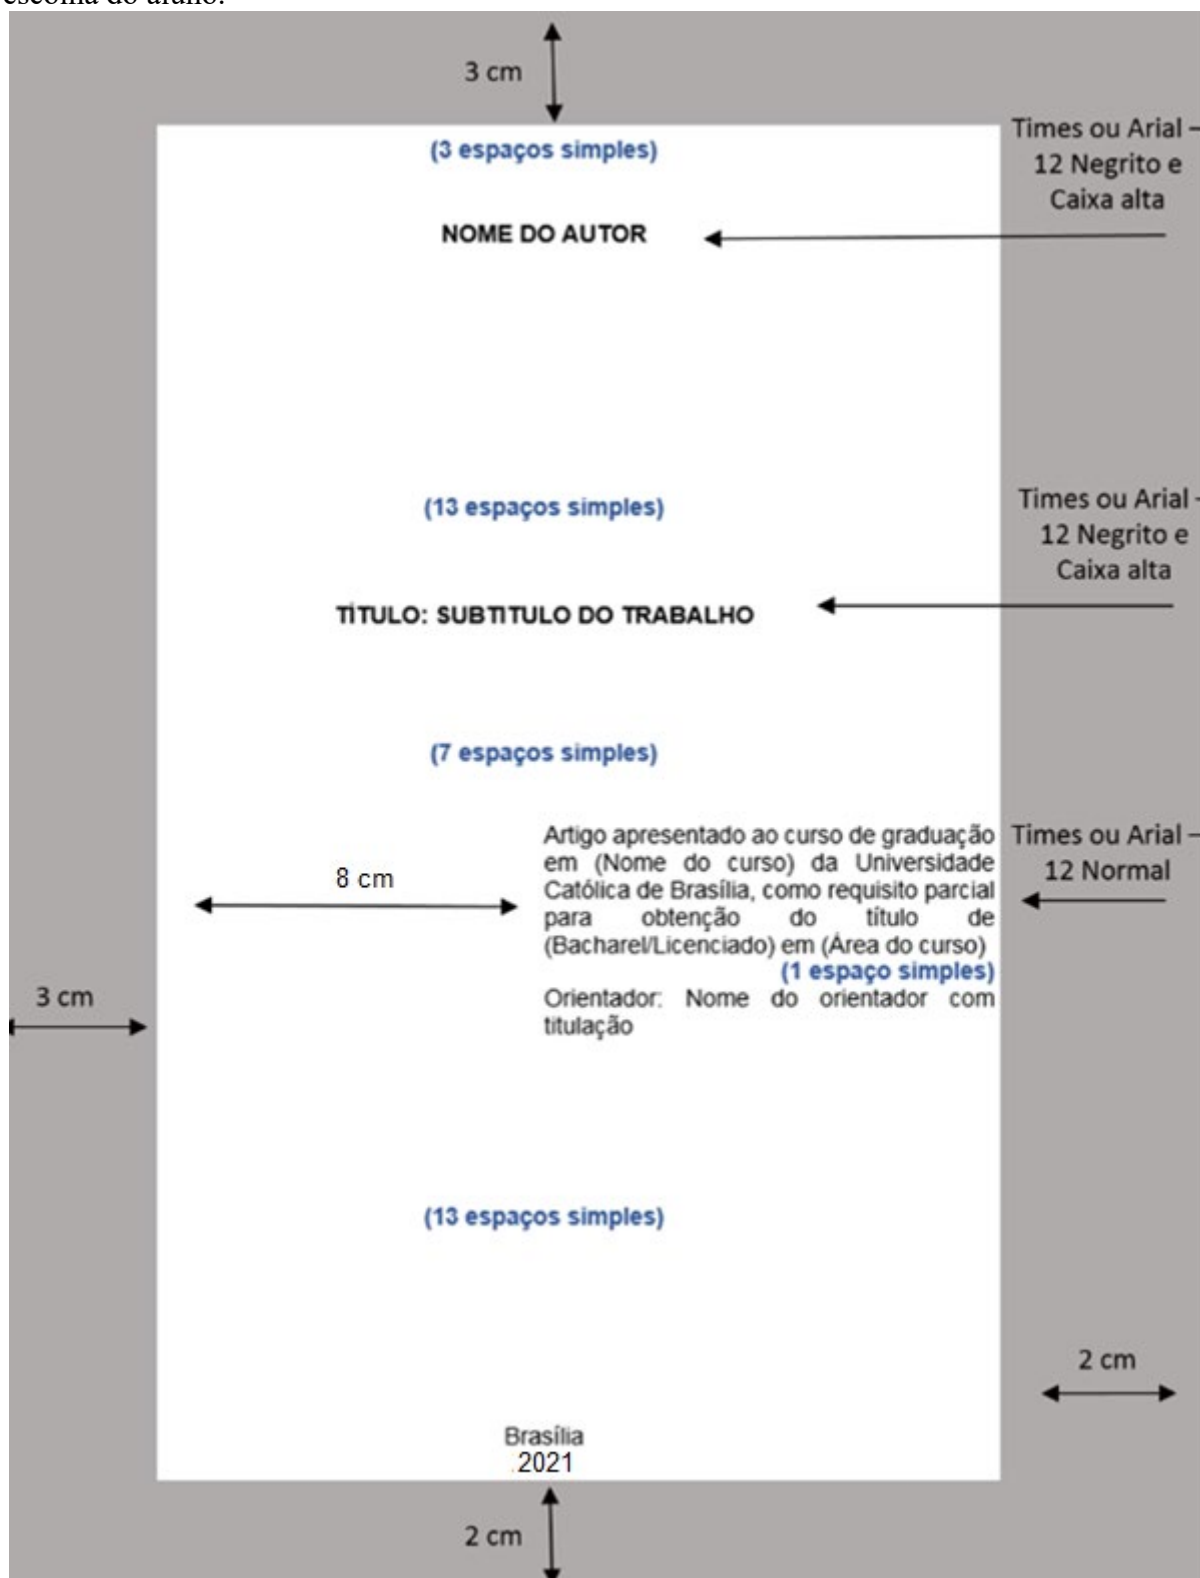 escolha do aluno.
3 cm
Times ou Arial –
12 Negrito e
Caixa alta
(3 espaços simples)
NOME DO AUTOR
(13 espaços simples)
Times ou Arial -
12 Negrito e
Caixa alta
TÍTULO: SUBTITULO DO TRABALHO
(7 espaços simples)
Artigo apresentado ao curso de graduação
em (Nome do curso) da Universidade
Católica de Brasília, como requisito parcial
para obtenção do título de
(Bacharel/Licenciado) em (Área do curso)
(1 espaço simples)
Orientador: Nome do orientador com
titulação
Times ou Arial –
12 Normal
8 cm
3 cm
(13 espaços simples)
2 cm
Brasília
2021
2 cm